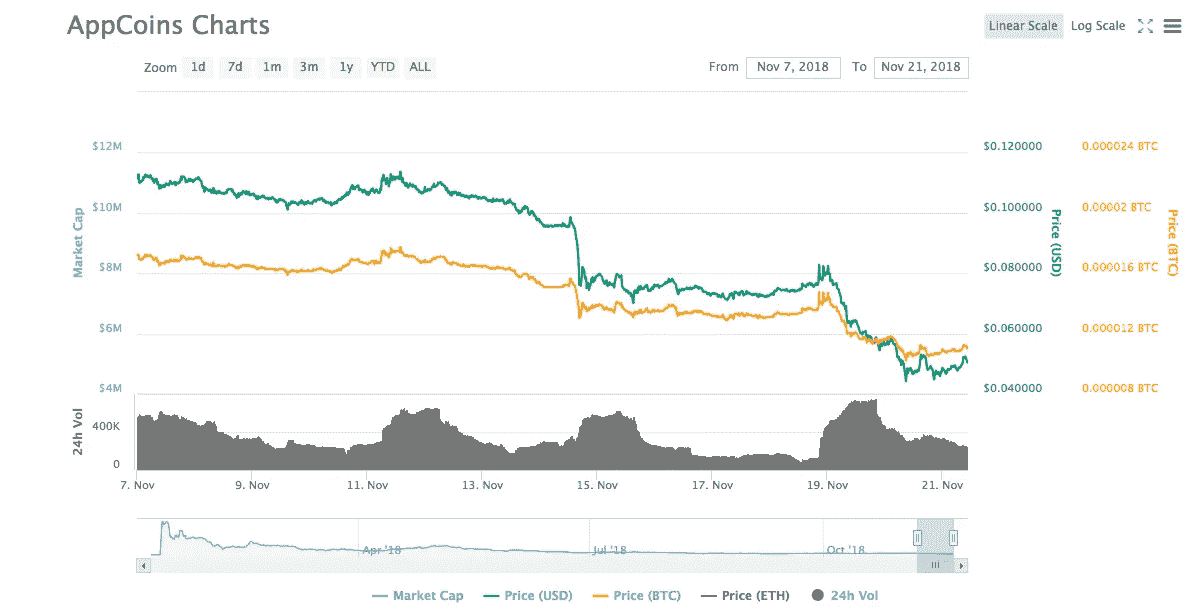 AppCoins Charts
Linear Scale Log Scale
Zoom 1d 7d 1m 3m 1y YTD ALL From Nov 7, 2018 To Nov 21, 2018
$12M $0.120000 0.000024 BTC
$10M $0.100000 0.00002 BTC
Market Cap Price (USD) Price (BTC)
$8M $0.080000 0.000016 BTC
$6M $0.060000 0.000012 BTC
$4M $0.040000 0.000008 BTC
24h Vol
400K
0
7. Nov 9. Nov 11. Nov 13. Nov 15. Nov 17. Nov 19. Nov 21. Nov
Apr '18 Jul '18 Oct '18
Market Cap Price (USD) Price (BTC) Price (ETH) 24h Vol